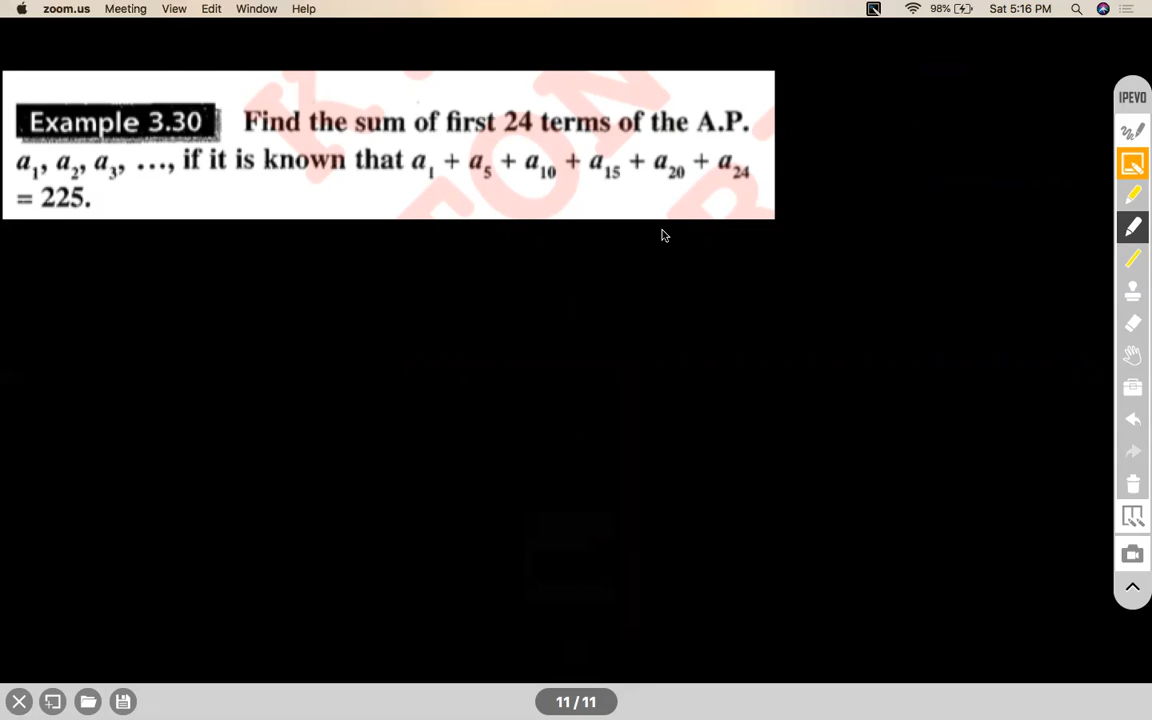 zoom.us Meeting View Edit Window Help 98% Sat 5:16 PM
Example 3.30 Find the sum of first 24 terms of the A.P.
a₁, a₂, a₃, …, if it is known that a₁ + a₅ + a₁₀ + a₁₅ + a₂₀ + a₂₄
= 225.
IPEVO
11 / 11